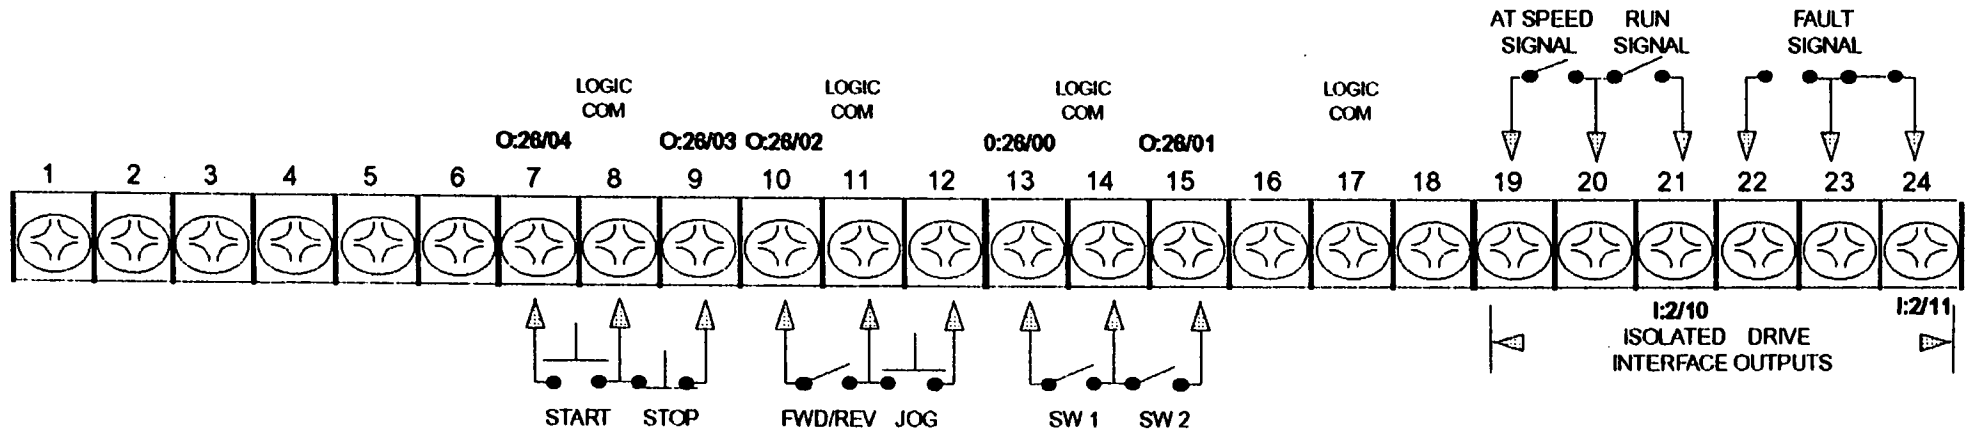 AT SPEED SIGNAL
RUN SIGNAL
FAULT SIGNAL
LOGIC COM
LOGIC COM
LOGIC COM
LOGIC COM
O:26/04
O:26/03
O:26/02
0:26/00
O:26/01
1 2 3 4 5 6 7 8 9 10 11 12 13 14 15 16 17 18 19 20 21 22 23 24
I:2/10
I:2/11
ISOLATED DRIVE
INTERFACE OUTPUTS
START
STOP
FWD/REV
JOG
SW 1
SW 2